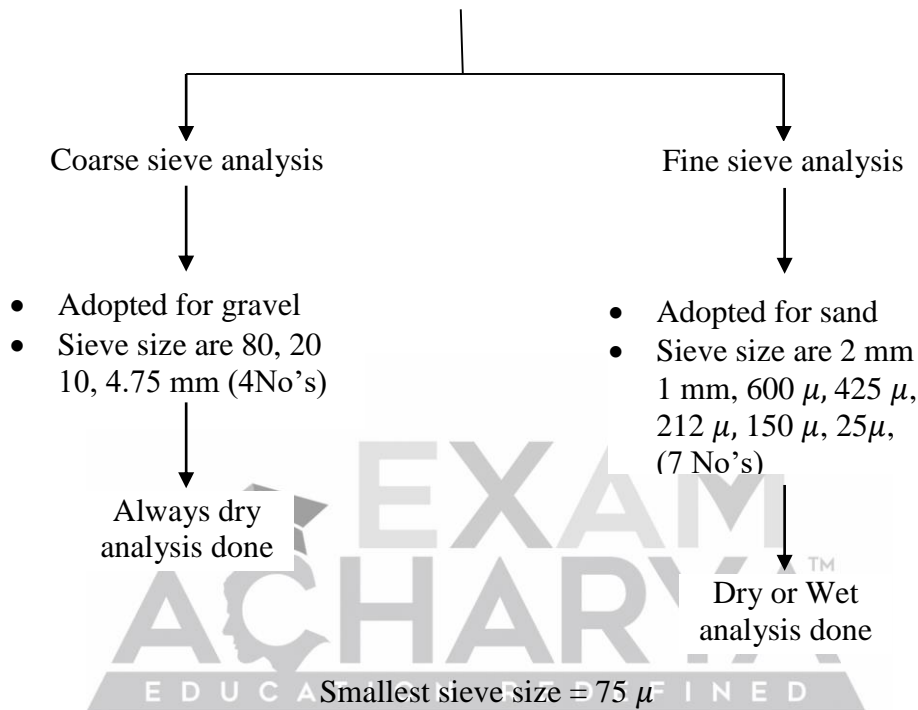 Coarse sieve analysis
• Adopted for gravel
• Sieve size are 80, 20
10, 4.75 mm (4No’s)
Always dry
analysis done
Fine sieve analysis
• Adopted for sand
• Sieve size are 2 mm
1 mm, 600 𝜇, 425 𝜇,
212 𝜇, 150 𝜇, 25𝜇,
(7 No’s)
Dry or Wet
analysis done
EXAM
ACHARYA™
EDUCATION REDEFINED
Smallest sieve size = 75 𝜇